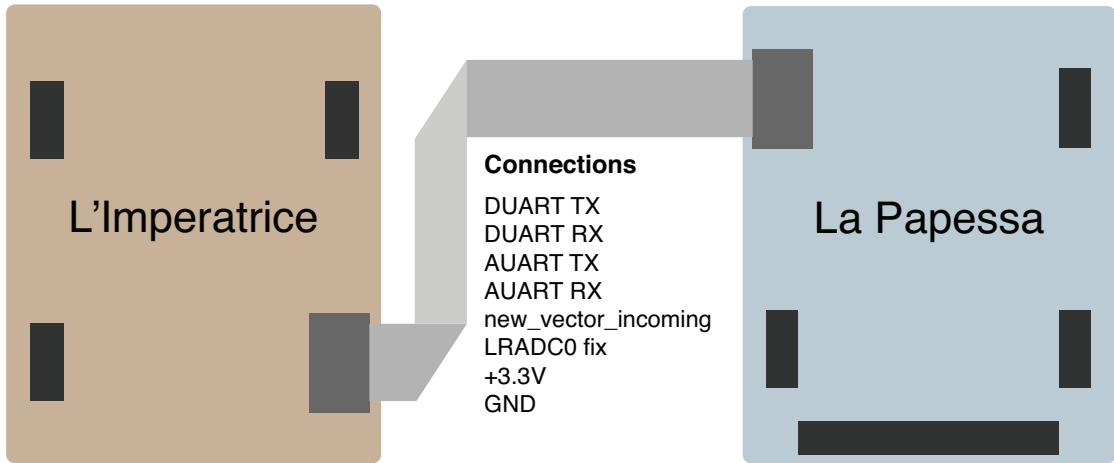 L’Imperatrice
Connections
DUART TX
DUART RX
AUART TX
AUART RX
new_vector_incoming
LRADC0 fix
+3.3V
GND
La Papessa